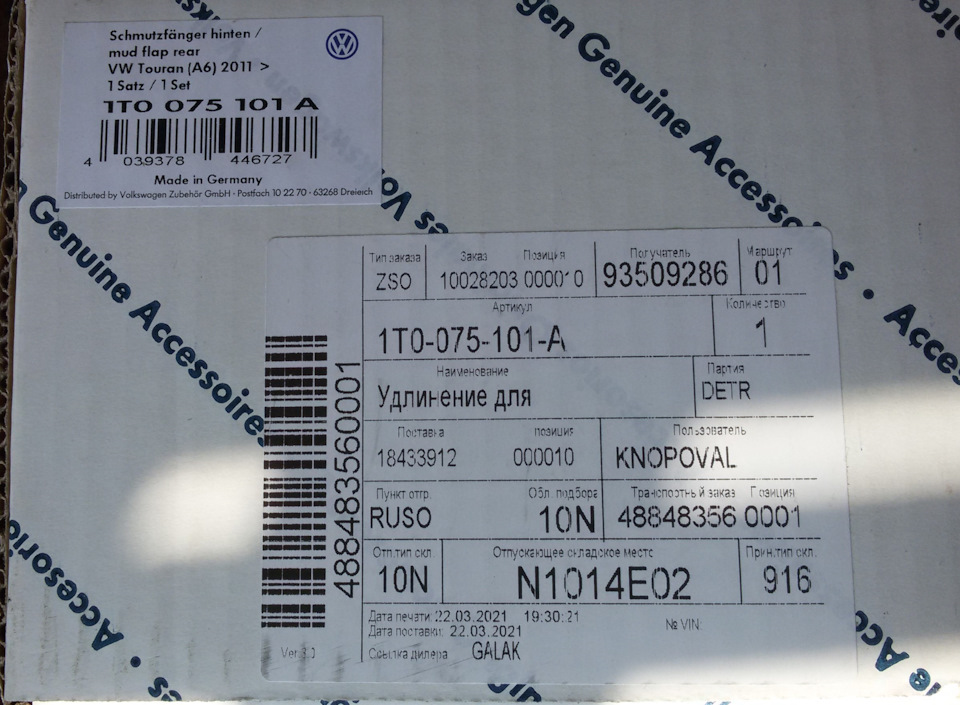 Schmutzfänger hinten /
mud flap rear
VW Touran (A6) 2011 >
1 Satz / 1 Set
1T0 075 101 A
4 039378 446727
Made in Germany
Distributed by Volkswagen Zubehör GmbH - Postfach 10 22 70 - 63268 Dreieich
gen Genuine Accessoires • Acces
n Genuine Accessoires
Accessorie
Тип заказа Заказ Позиция Получатель Маршрут
ZSO 10028203 000010 93509286 01
Артикул Количество
1T0-075-101-A 1
Наименование Партия
Удлинение для DETR
Поставка позиция Пользователь
18433912 000010 KNOPOVAL
Пункт отгр. Обл. подбора Транспортный заказ Позиция
RUSO 10N 48848356 0001
Отп.тип скл. Отпускающее складское место Прин.тип скл.
10N N1014E02 916
Дата печати: 22.03.2021 19:30:21
Дата поставки: 22.03.2021 № VIN:
Ссылка дилера GALAK
Ver 3.0
488483560001